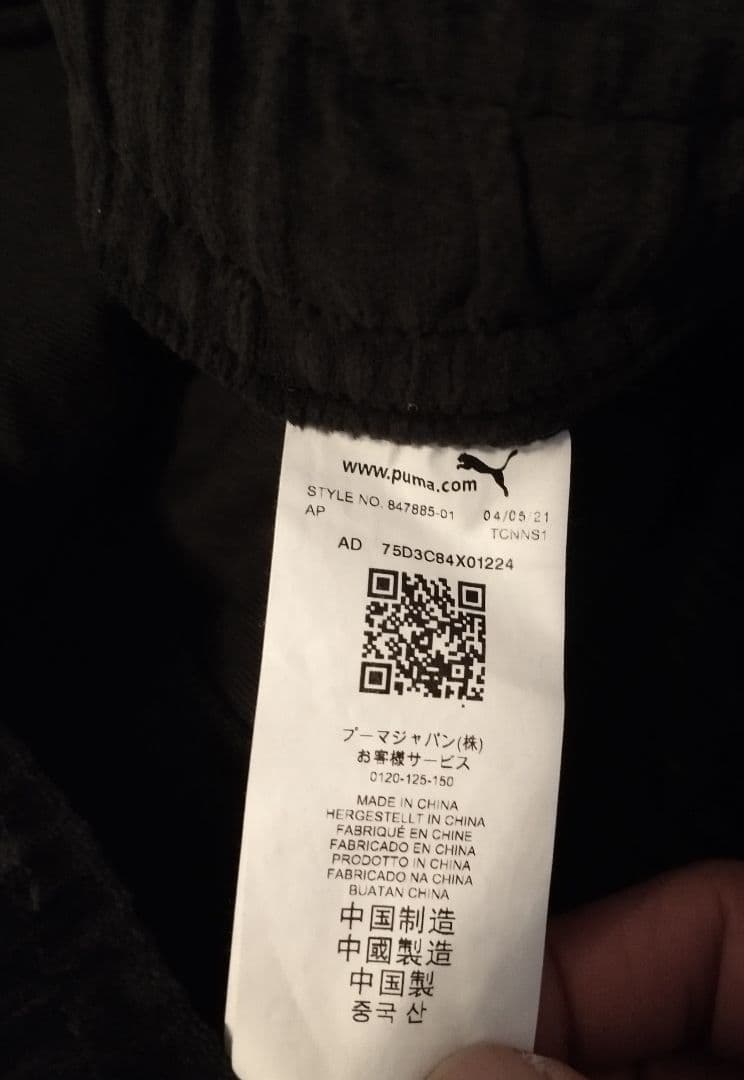 www.puma.com
STYLE NO. 847885-01 04/05/21
AP TCNNS1
AD 75D3C84X01224
プーマジャパン(株)
お客様サービス
0120-125-150
MADE IN CHINA
HERGESTELLT IN CHINA
FABRIQUÉ EN CHINE
FABRICADO EN CHINA
PRODOTTO IN CHINA
FABRICADO NA CHINA
BUATAN CHINA
中国制造
中國製造
中国製
중국 산